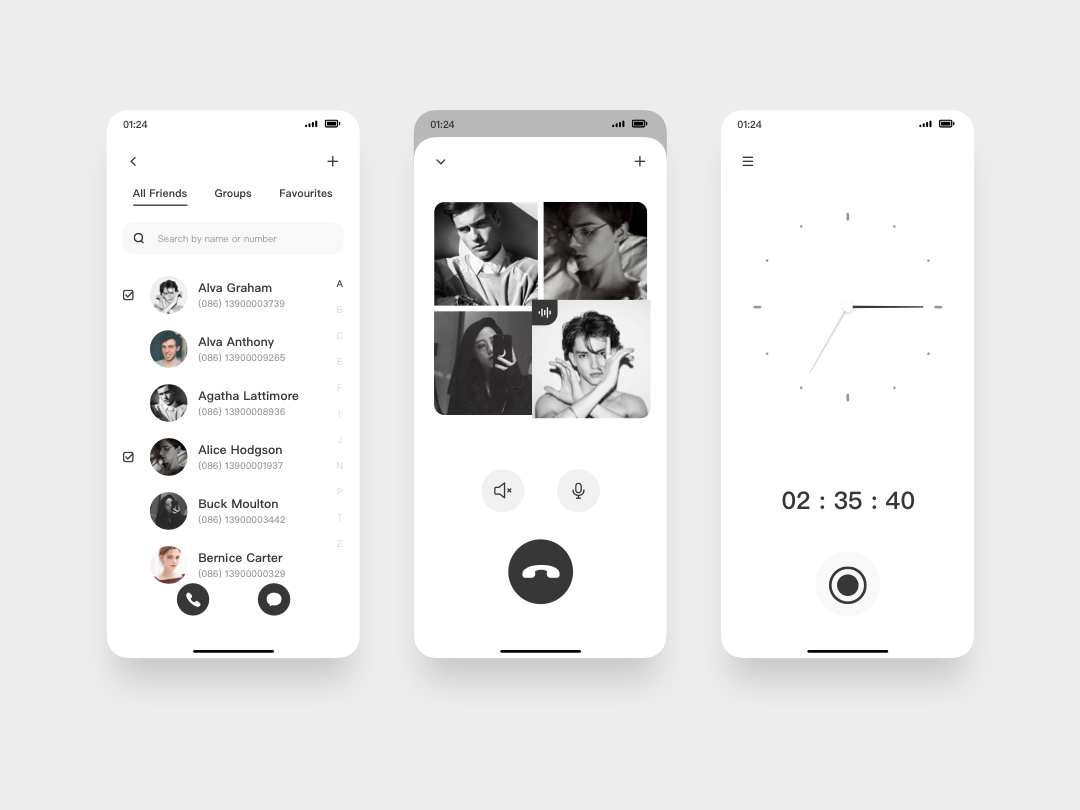 01:24
All Friends Groups Favourites
Search by name or number
Alva Graham
(086) 13900003739
Alva Anthony
(086) 13900009265
Agatha Lattimore
(086) 13900008936
Alice Hodgson
(086) 13900001937
Buck Moulton
(086) 13900003442
Bernice Carter
(086) 13900000329
A
B
C
E
F
I
J
N
P
T
Z
01:24
01:24
02 : 35 : 40